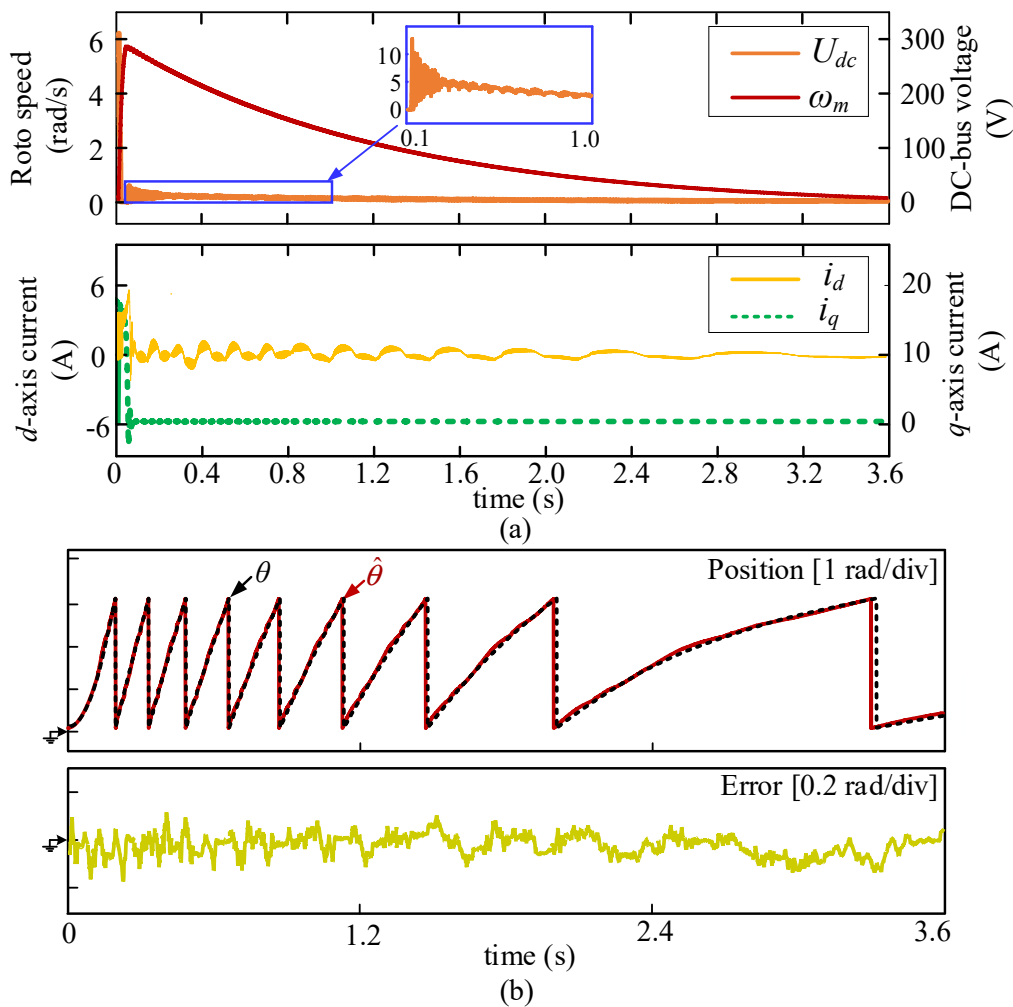 Roto speed
(rad/s)
6
4
2
0
10
5
0
0.1
1.0
U_dc
ω_m
300
200
100
0
DC-bus voltage
(V)
d-axis current
(A)
6
0
-6
i_d
i_q
20
10
0
q-axis current
(A)
0
0.4
0.8
1.2
1.6
2.0
2.4
2.8
3.2
3.6
time (s)
(a)
θ
θ̂
Position [1 rad/div]
Error [0.2 rad/div]
0
1.2
2.4
3.6
time (s)
(b)